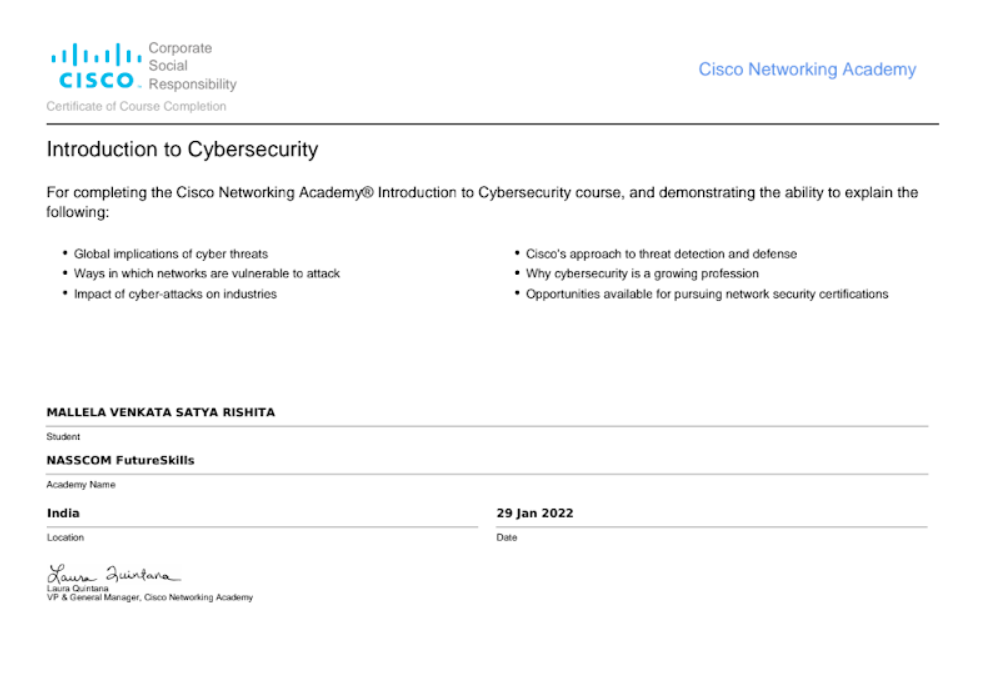 Corporate
Social
CISCO Responsibility
Cisco Networking Academy
Certificate of Course Completion
Introduction to Cybersecurity
For completing the Cisco Networking Academy® Introduction to Cybersecurity course, and demonstrating the ability to explain the
following:
• Global implications of cyber threats
• Ways in which networks are vulnerable to attack
• Impact of cyber-attacks on industries
• Cisco's approach to threat detection and defense
• Why cybersecurity is a growing profession
• Opportunities available for pursuing network security certifications
MALLELA VENKATA SATYA RISHITA
Student
NASSCOM FutureSkills
Academy Name
India
Location
29 Jan 2022
Date
Laura Quintana
Laura Quintana
VP & General Manager, Cisco Networking Academy